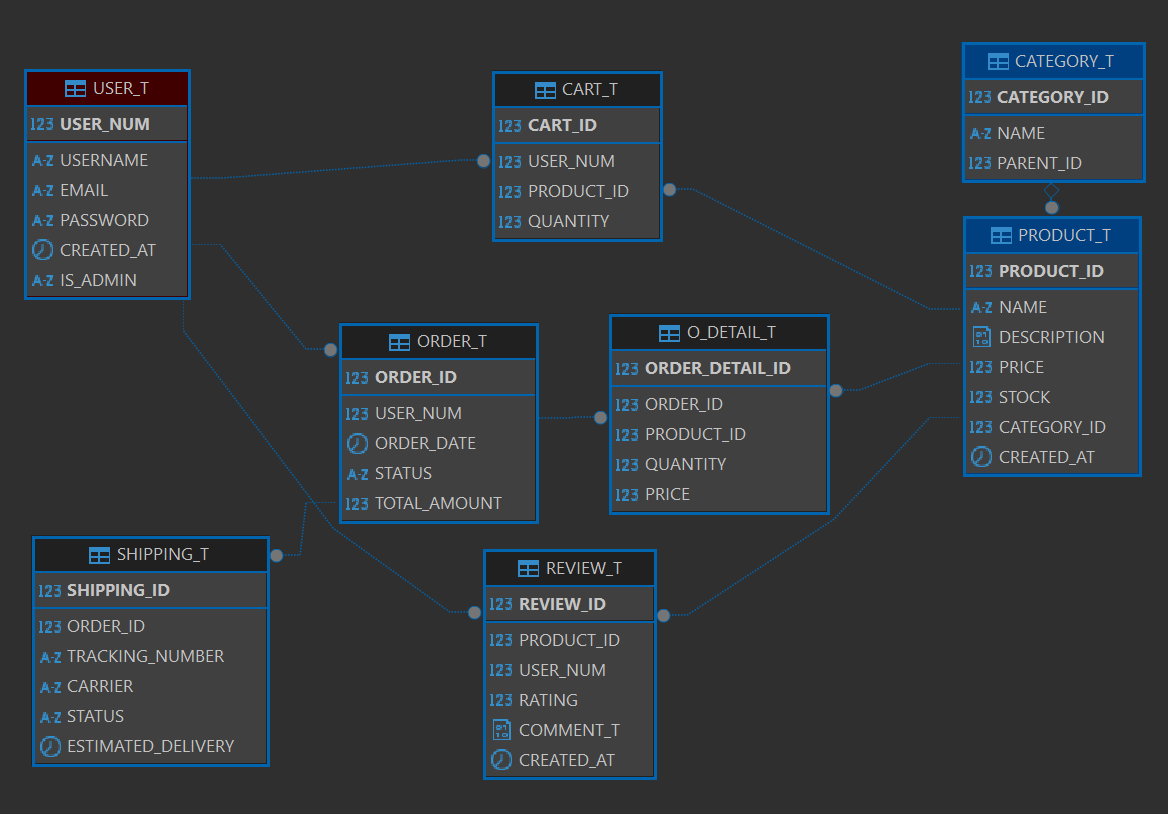 USER_T
123 USER_NUM
A-Z USERNAME
A-Z EMAIL
A-Z PASSWORD
CREATED_AT
A-Z IS_ADMIN
CART_T
123 CART_ID
123 USER_NUM
123 PRODUCT_ID
123 QUANTITY
CATEGORY_T
123 CATEGORY_ID
A-Z NAME
123 PARENT_ID
PRODUCT_T
123 PRODUCT_ID
A-Z NAME
DESCRIPTION
123 PRICE
123 STOCK
123 CATEGORY_ID
CREATED_AT
ORDER_T
123 ORDER_ID
123 USER_NUM
ORDER_DATE
A-Z STATUS
123 TOTAL_AMOUNT
O_DETAIL_T
123 ORDER_DETAIL_ID
123 ORDER_ID
123 PRODUCT_ID
123 QUANTITY
123 PRICE
SHIPPING_T
123 SHIPPING_ID
123 ORDER_ID
A-Z TRACKING_NUMBER
A-Z CARRIER
A-Z STATUS
ESTIMATED_DELIVERY
REVIEW_T
123 REVIEW_ID
123 PRODUCT_ID
123 USER_NUM
123 RATING
COMMENT_T
CREATED_AT